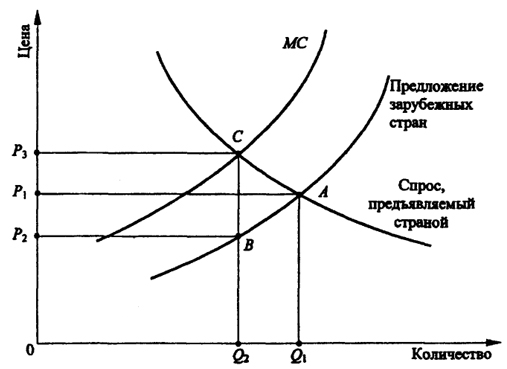 Цена
MC
Предложение
зарубежных
стран
C
P3
P1
A
Спрос,
предъявляемый
страной
P2
B
0
Q2
Q1
Количество